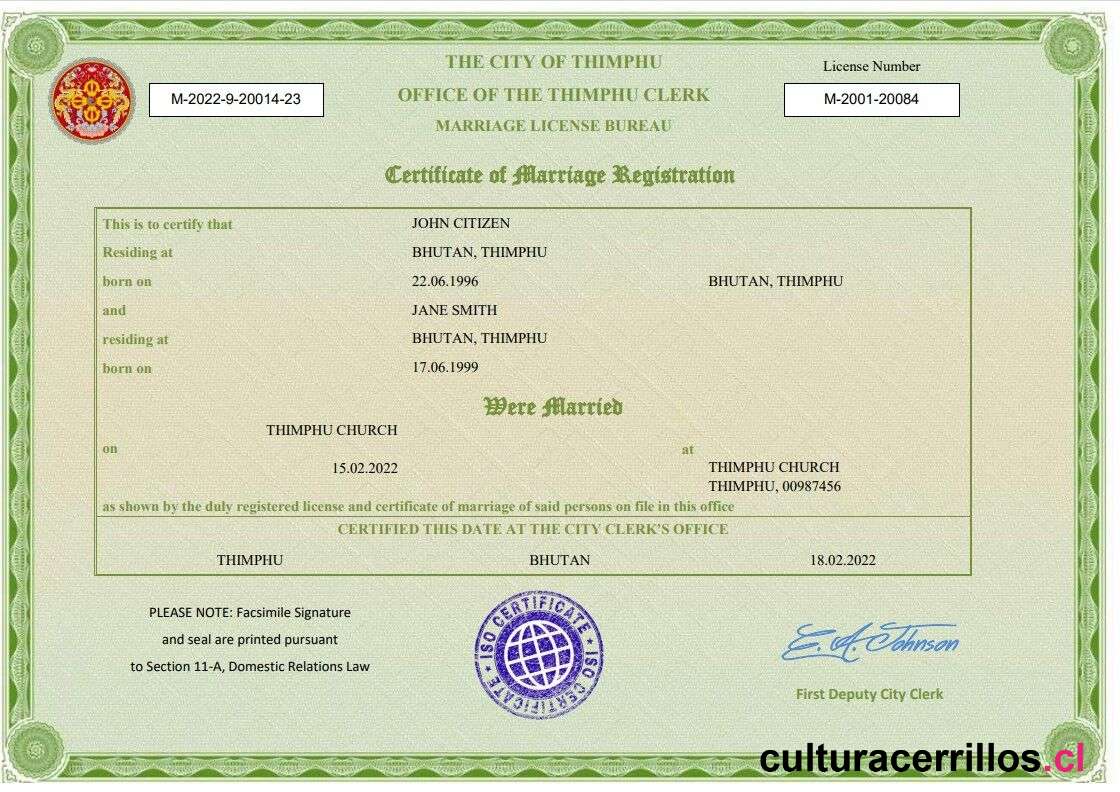 THE CITY OF THIMPHU
License Number
M-2022-9-20014-23
OFFICE OF THE THIMPHU CLERK
M-2001-20084
MARRIAGE LICENSE BUREAU
Certificate of Marriage Registration
This is to certify that JOHN CITIZEN
Residing at BHUTAN, THIMPHU
born on 22.06.1996 BHUTAN, THIMPHU
and JANE SMITH
residing at BHUTAN, THIMPHU
born on 17.06.1999
Were Married
THIMPHU CHURCH
on at
15.02.2022 THIMPHU CHURCH
THIMPHU, 00987456
as shown by the duly registered license and certificate of marriage of said persons on file in this office
CERTIFIED THIS DATE AT THE CITY CLERK'S OFFICE
THIMPHU BHUTAN 18.02.2022
PLEASE NOTE: Facsimile Signature
and seal are printed pursuant
to Section 11-A, Domestic Relations Law
ISO CERTIFICATE * ISO CERTIFICATE *
E. A. Johnson
First Deputy City Clerk
culturacerrillos.cl